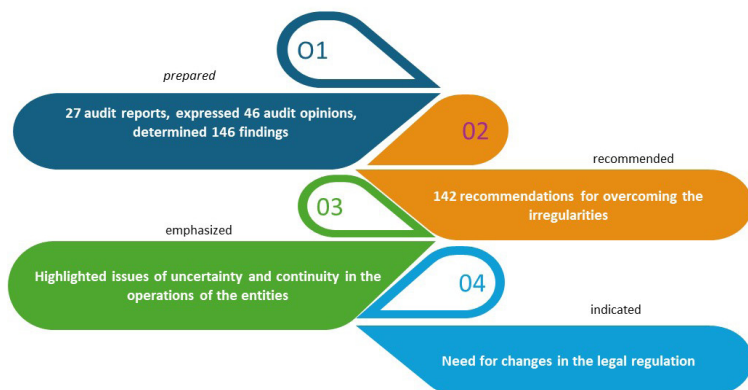 01
prepared
27 audit reports, expressed 46 audit opinions,
determined 146 findings
02
recommended
142 recommendations for overcoming the
irregularities
03
emphasized
Highlighted issues of uncertainty and continuity in the
operations of the entities
04
indicated
Need for changes in the legal regulation